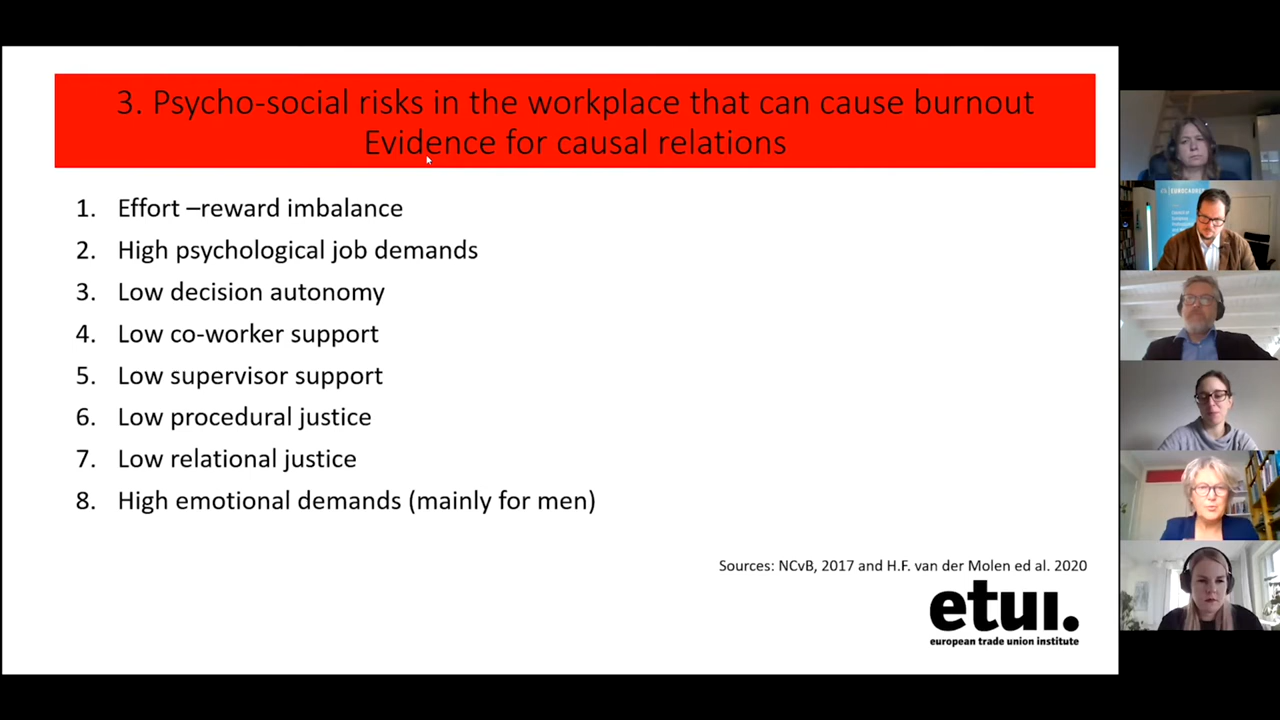 3. Psycho-social risks in the workplace that can cause burnout
Evidence for causal relations
1. Effort –reward imbalance
2. High psychological job demands
3. Low decision autonomy
4. Low co-worker support
5. Low supervisor support
6. Low procedural justice
7. Low relational justice
8. High emotional demands (mainly for men)
Sources: NCvB, 2017 and H.F. van der Molen ed al. 2020
etui.
european trade union institute